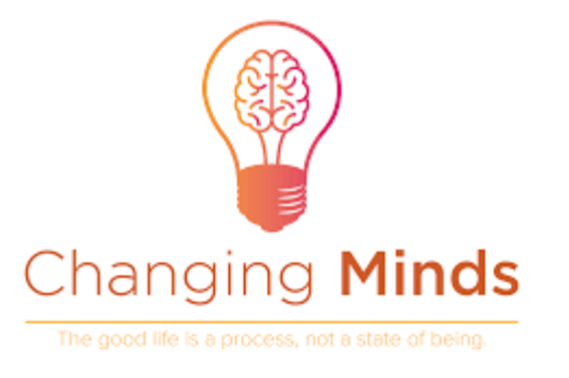 Changing Minds
The good life is a process, not a state of being.